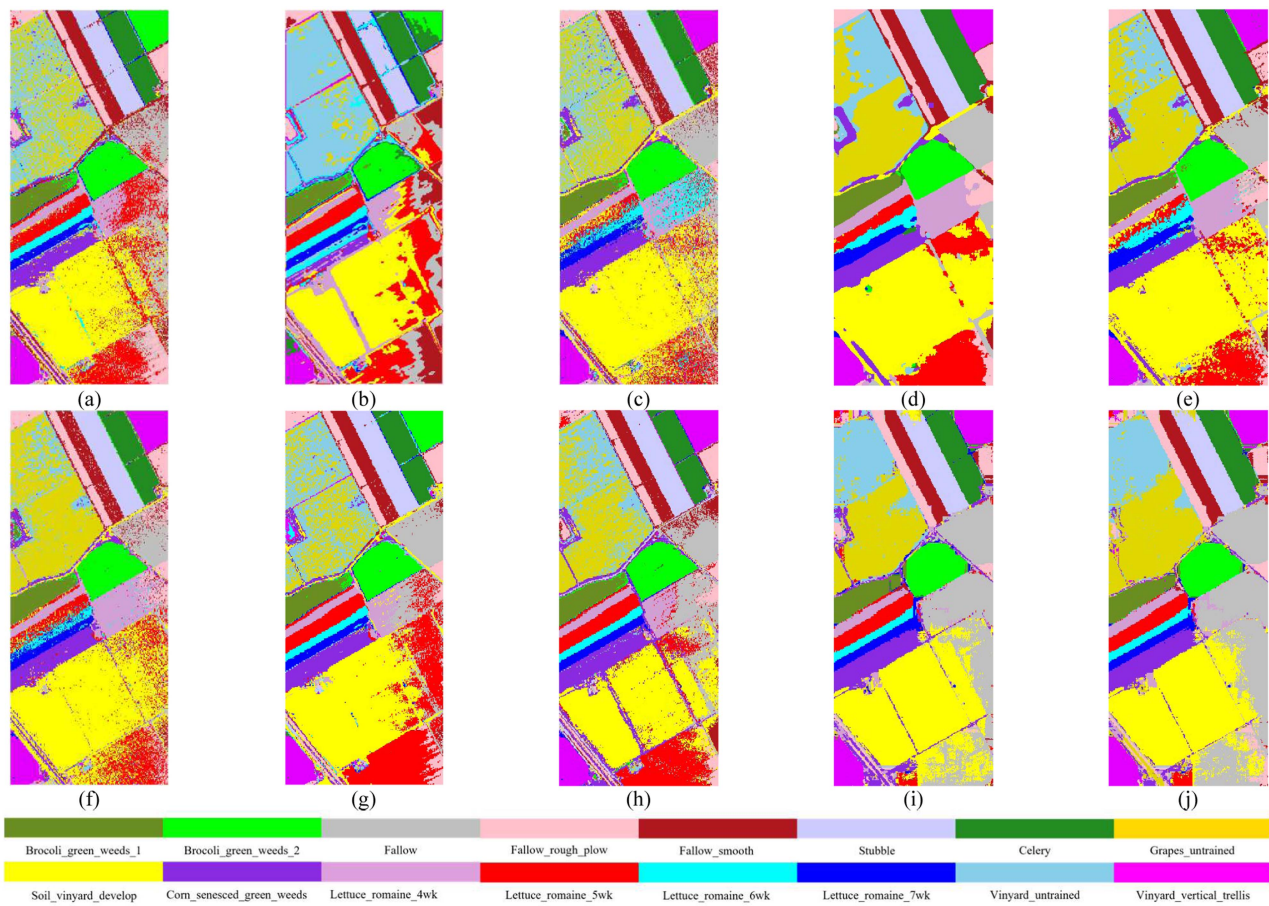 (a) (b) (c) (d) (e)
(f) (g) (h) (i) (j)
Brocoli_green_weeds_1 Brocoli_green_weeds_2 Fallow Fallow_rough_plow Fallow_smooth Stubble Celery Grapes_untrained
Soil_vinyard_develop Corn_senesced_green_weeds Lettuce_romaine_4wk Lettuce_romaine_5wk Lettuce_romaine_6wk Lettuce_romaine_7wk Vinyard_untrained Vinyard_vertical_trellis